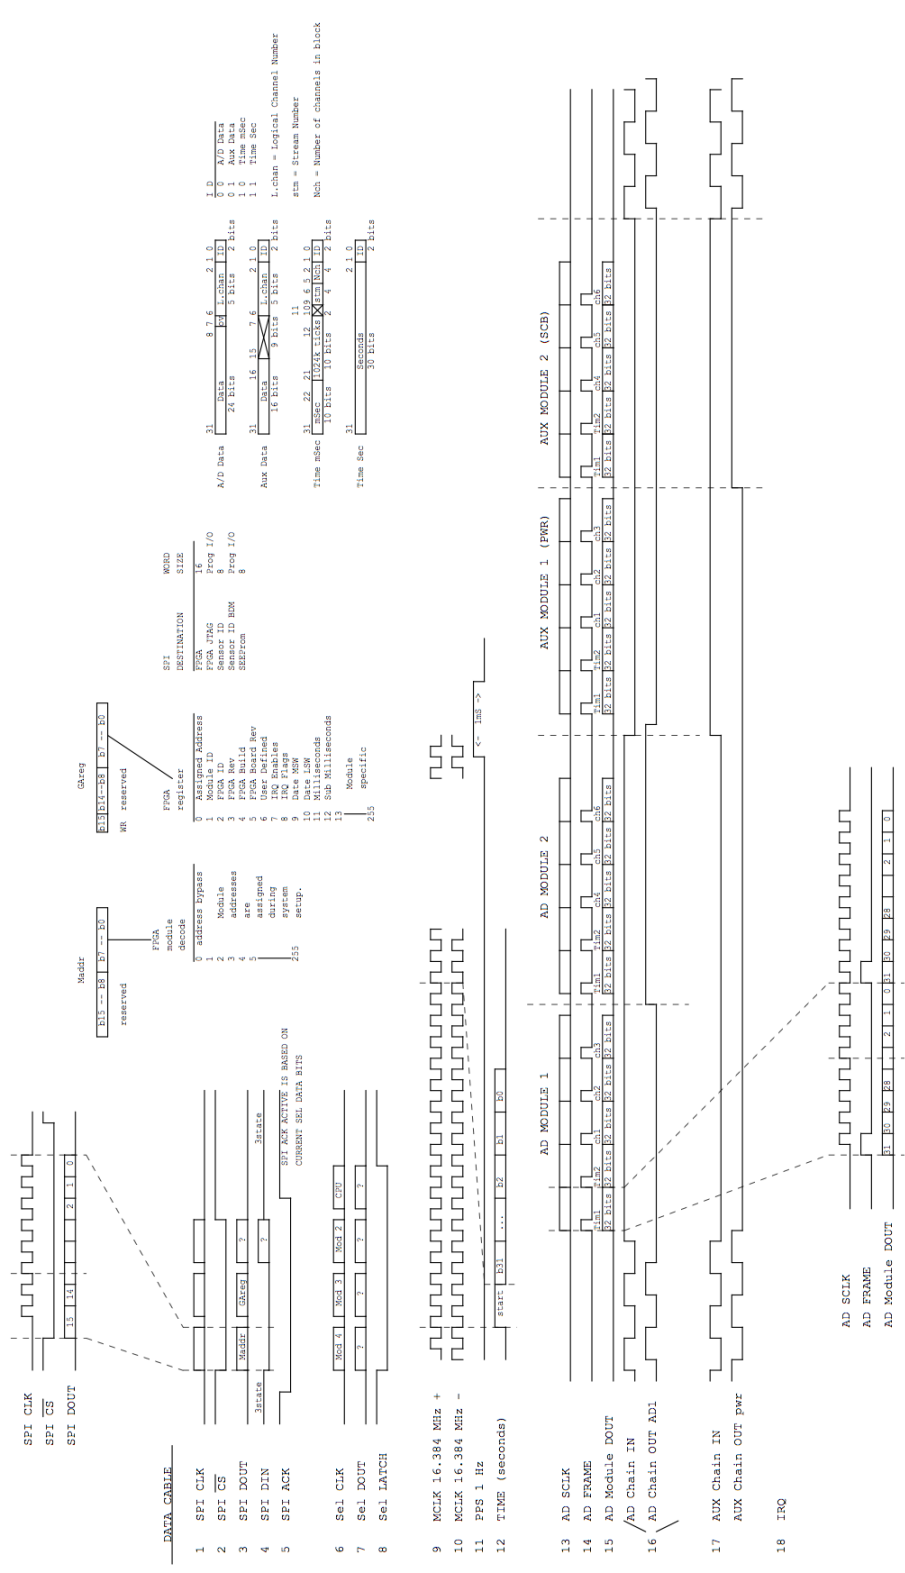 SPI CLK
SPI CS
SPI DOUT
15 14 2 1 0
DATA CABLE
1 SPI CLK
2 SPI CS
3 SPI DOUT Maddr GAreg ?
4 SPI DIN 3state ? 3state
5 SPI ACK
SPI ACK ACTIVE IS BASED ON
CURRENT SEL DATA BITS
6 Sel CLK Mod 4 Mod 3 Mod 2 CPU
7 Sel DOUT ? ? ? ?
8 Sel LATCH
Maddr
b15 -- b8 b7 -- b0
reserved
FPGA
module
decode
0 address bypass
1
2 Module
3 addresses
4 are
5 assigned
during
system
255 setup.
GAreg
b15 b14--b8 b7 -- b0
WR reserved
FPGA
register
0 Assigned Address
1 Module ID
2 FPGA ID
3 FPGA Rev
4 FPGA Build
5 FPGA Board Rev
6 User Defined
7 IRQ Enables
8 IRQ Flags
9 Date MSW
10 Date LSW
11 Milliseconds
12 Sub Milliseconds
13
Module
specific
255
SPI WORD
DESTINATION SIZE
FPGA 16
FPGA JTAG Prog I/O
Sensor ID 8
Sensor ID BDM Prog I/O
SEEProm 8
31 8 7 6 2 1 0
A/D Data Data ov L.chan ID
24 bits 5 bits 2 bits
31 16 15 7 6 2 1 0
Aux Data Data L.chan ID
16 bits 9 bits 5 bits 2 bits
11
31 22 21 12 10 9 6 5 2 1 0
Time mSec mSec 1024k ticks stm Nch ID
10 bits 10 bits 2 4 4 2 bits
31 2 1 0
Time Sec Seconds ID
30 bits 2 bits
I D
0 0 A/D Data
0 1 Aux Data
1 0 Time mSec
1 1 Time Sec
L.chan = Logical Channel Number
stm = Stream Number
Nch = Number of channels in block
9 MCLK 16.384 MHz +
10 MCLK 16.384 MHz -
11 PPS 1 Hz <- 1mS ->
12 TIME (seconds) start b31 ... b2 b1 b0
AD MODULE 1 AD MODULE 2 AUX MODULE 1 (PWR) AUX MODULE 2 (SCB)
13 AD SCLK
14 AD FRAME
Tim1 Tim2 ch1 ch2 ch3 Tim1 Tim2 ch4 ch5 ch6 Tim1 Tim2 ch1 ch2 ch3 Tim1 Tim2 ch4 ch5 ch6
15 AD Module DOUT 32 bits 32 bits 32 bits 32 bits 32 bits 32 bits 32 bits 32 bits 32 bits 32 bits 32 bits 32 bits 32 bits 32 bits 32 bits 32 bits 32 bits 32 bits 32 bits 32 bits
AD Chain IN
16 AD Chain OUT AD1
17 AUX Chain IN
AUX Chain OUT pwr
18 IRQ
AD SCLK
AD FRAME
AD Module DOUT 31 30 29 28 2 1 0 31 30 29 28 2 1 0